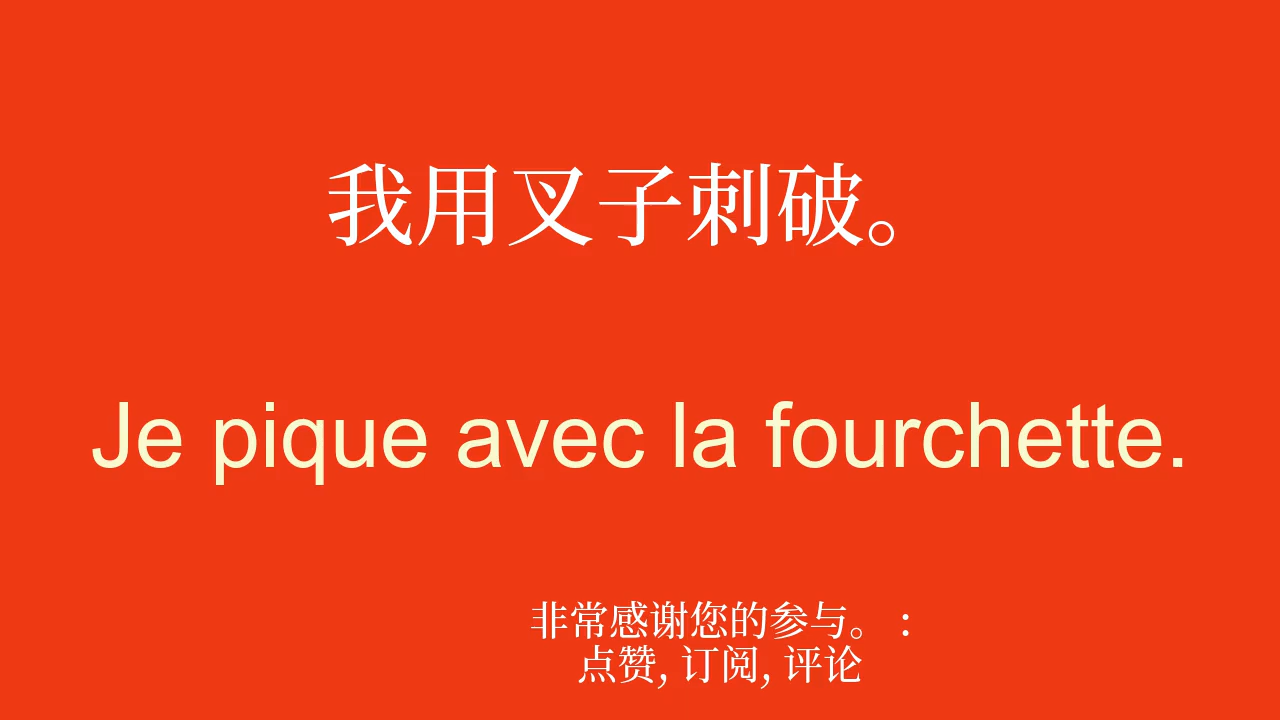 我用叉子刺破。
Je pique avec la fourchette.
非常感谢您的参与。 :
点赞, 订阅, 评论